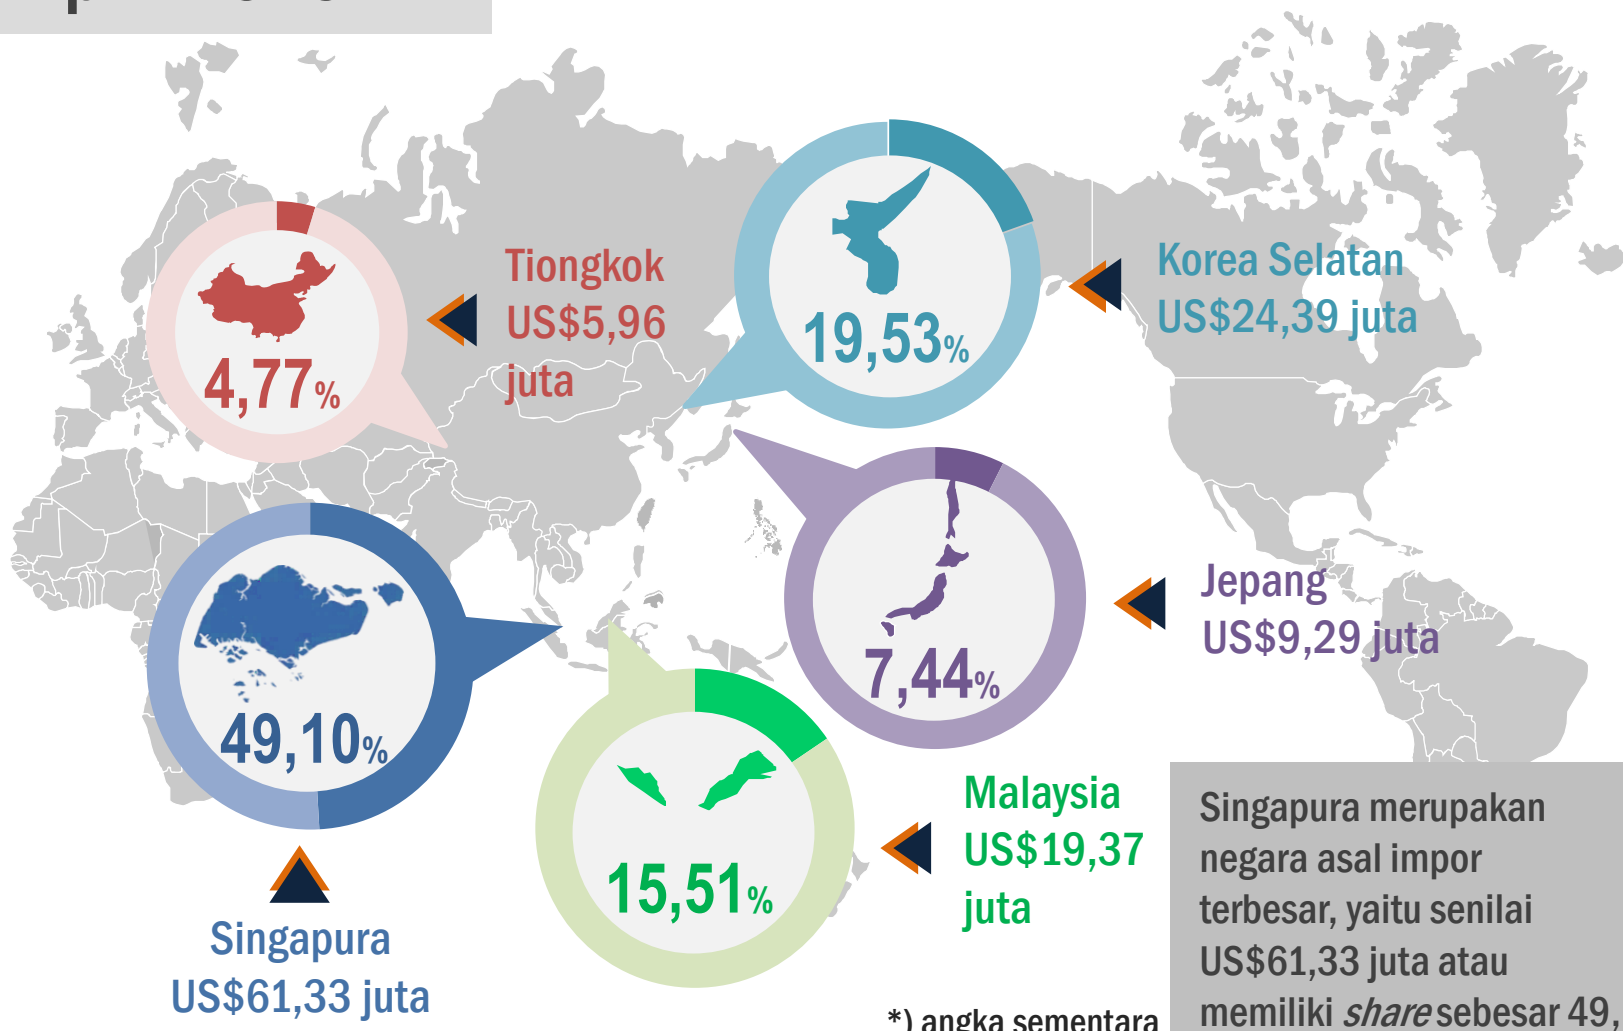 Tiongkok
US$5,96
juta
4,77%
19,53%
Korea Selatan
US$24,39 juta
Jepang
US$9,29 juta
7,44%
49,10%
Singapura
US$61,33 juta
15,51%
Malaysia
US$19,37
juta
Singapura merupakan
negara asal impor
terbesar, yaitu senilai
US$61,33 juta atau
memiliki share sebesar 49,
*) angka sementara